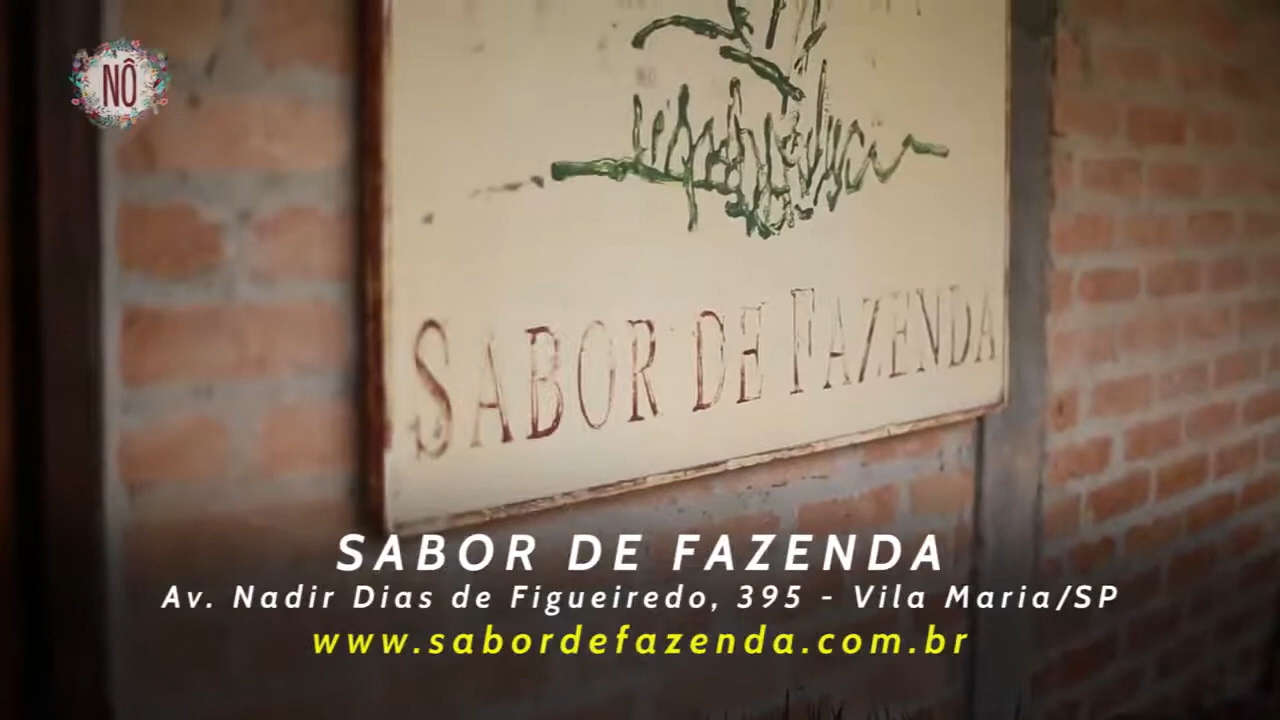 NÔ
SABOR DE FAZENDA
SABOR DE FAZENDA
Av. Nadir Dias de Figueiredo, 395 - Vila Maria/SP
www.sabordefazenda.com.br